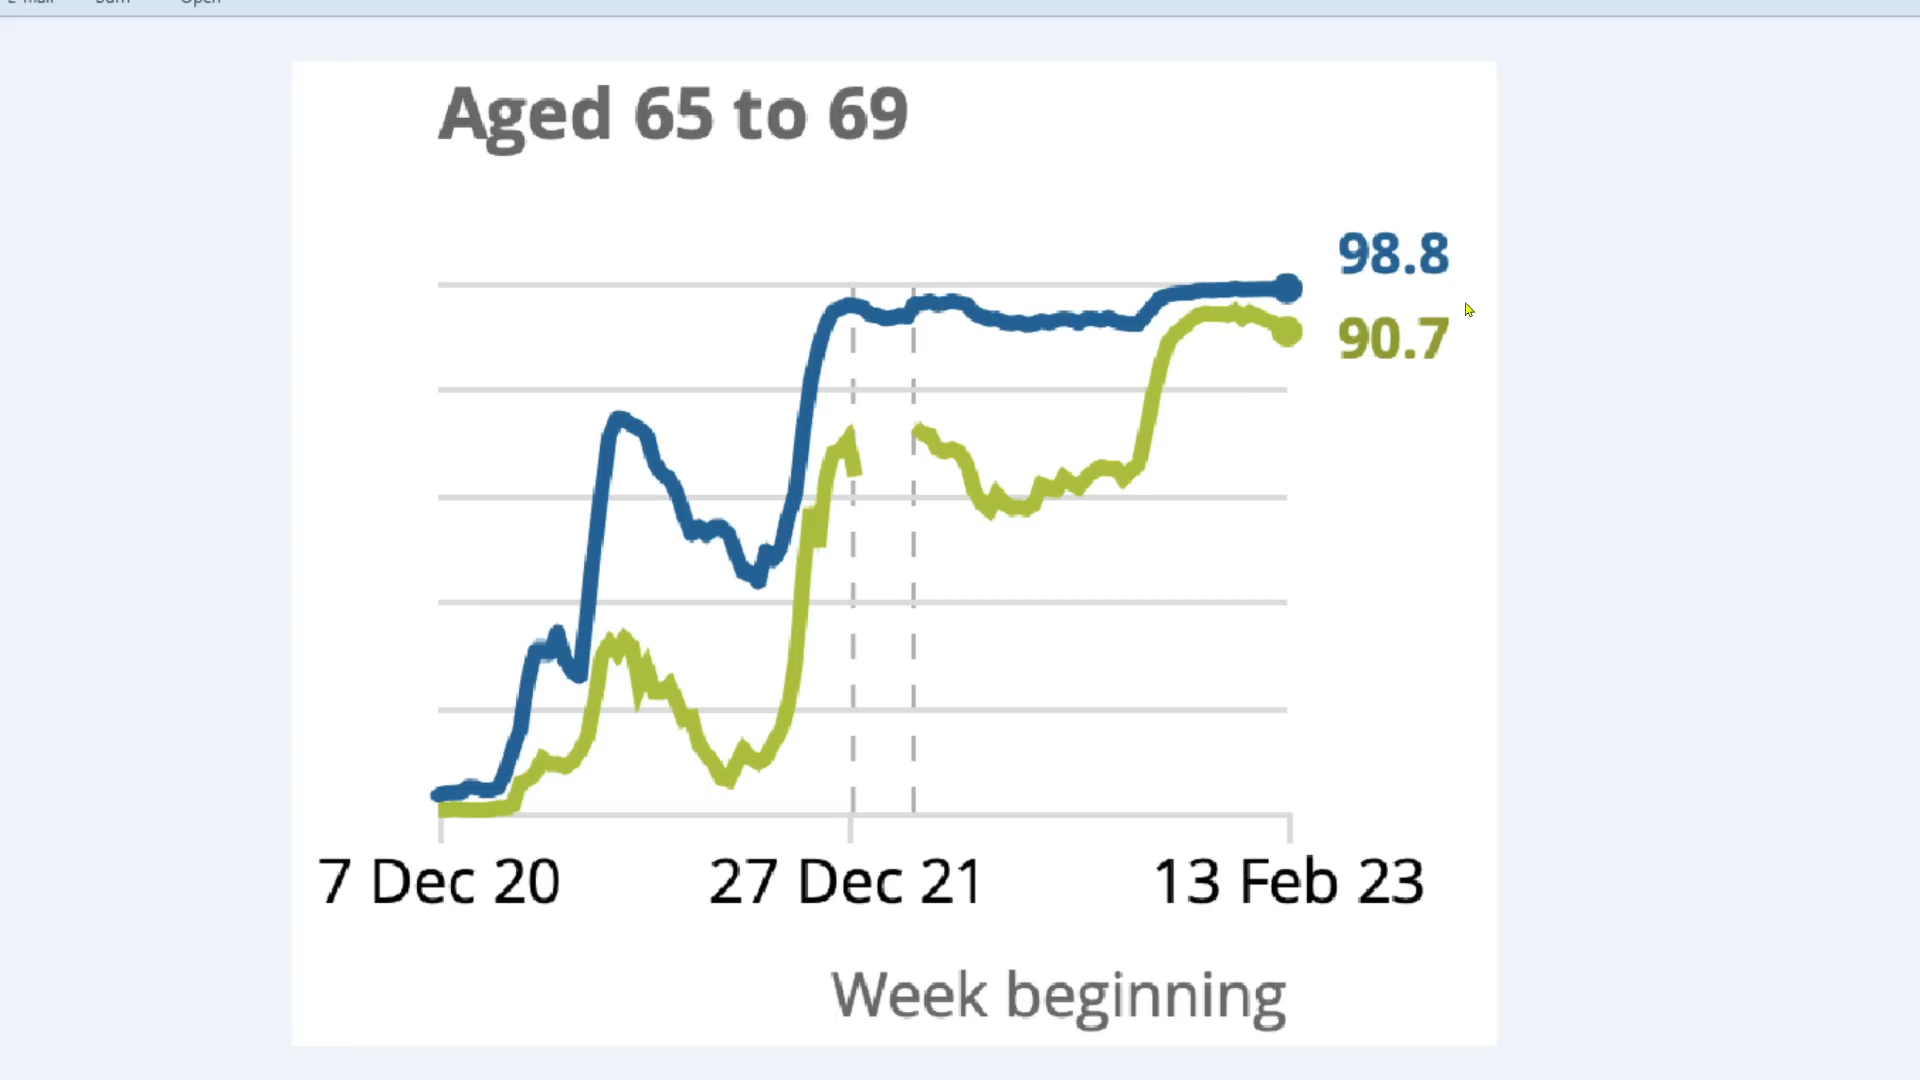 Aged 65 to 69
98.8
90.7
7 Dec 20
27 Dec 21
13 Feb 23
Week beginning